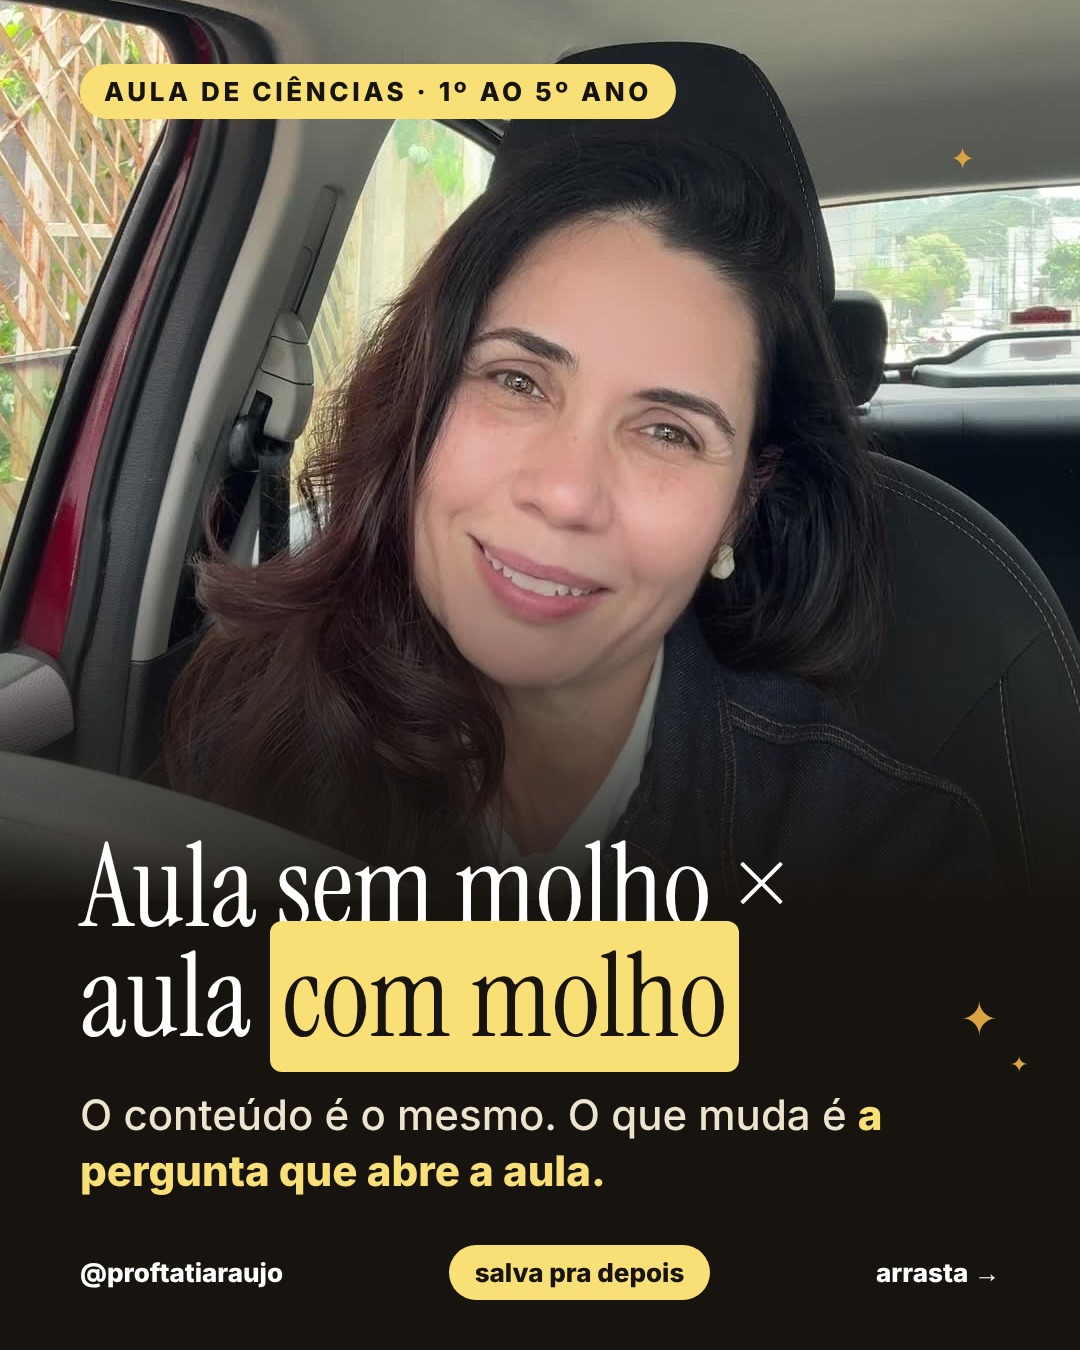 AULA DE CIÊNCIAS · 1º AO 5º ANO
Aula sem molho ×
aula com molho
O conteúdo é o mesmo. O que muda é a
pergunta que abre a aula.
@proftatiaraujo
salva pra depois
arrasta →